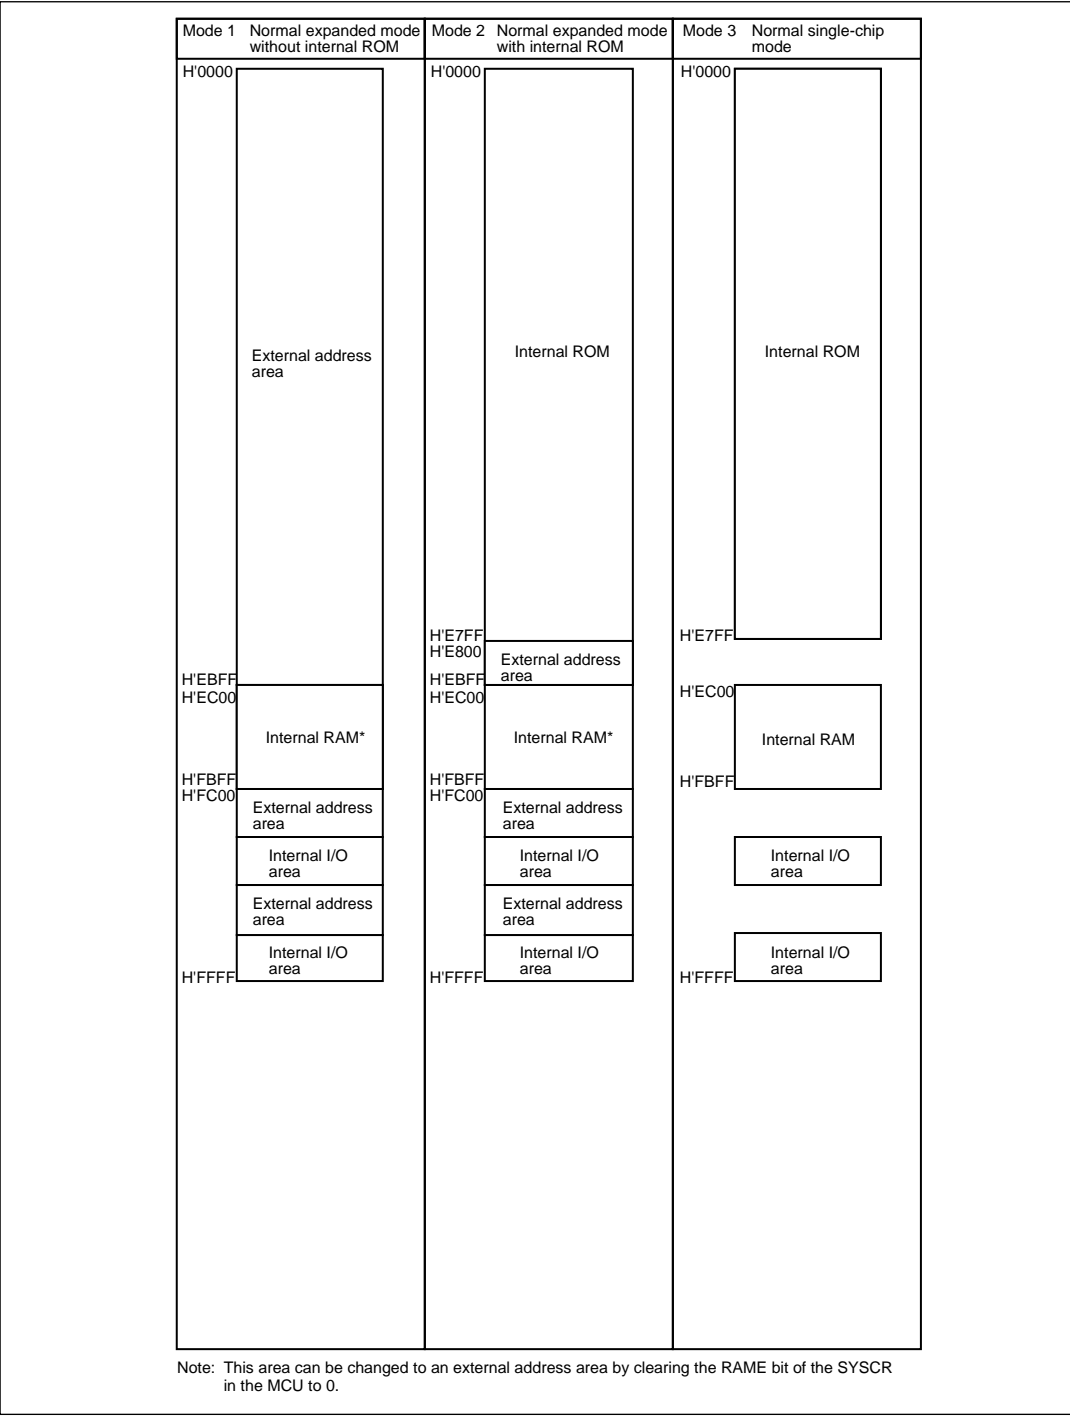 Mode 1 Normal expanded mode
without internal ROM
H'0000
External address
area
H'EBFF
H'EC00
Internal RAM*
H'FBFF
H'FC00
External address
area
Internal I/O
area
External address
area
Internal I/O
area
H'FFFF
Mode 2 Normal expanded mode
with internal ROM
H'0000
Internal ROM
H'E7FF
H'E800
External address
area
H'EBFF
H'EC00
Internal RAM*
H'FBFF
H'FC00
External address
area
Internal I/O
area
External address
area
Internal I/O
area
H'FFFF
Mode 3 Normal single-chip
mode
H'0000
Internal ROM
H'E7FF
H'EC00
Internal RAM
H'FBFF
Internal I/O
area
Internal I/O
area
H'FFFF
Note: This area can be changed to an external address area by clearing the RAME bit of the SYSCR
in the MCU to 0.